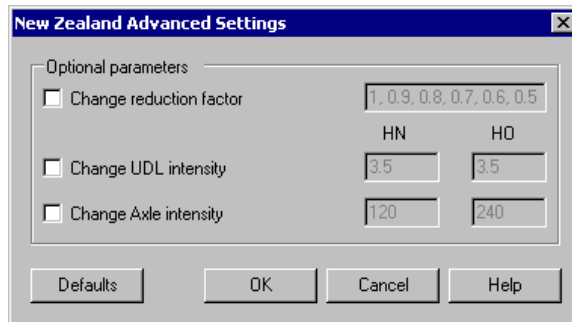 New Zealand Advanced Settings
Optional parameters
Change reduction factor 1, 0.9, 0.8, 0.7, 0.6, 0.5
HN HO
Change UDL intensity 3.5 3.5
Change Axle intensity 120 240
Defaults OK Cancel Help